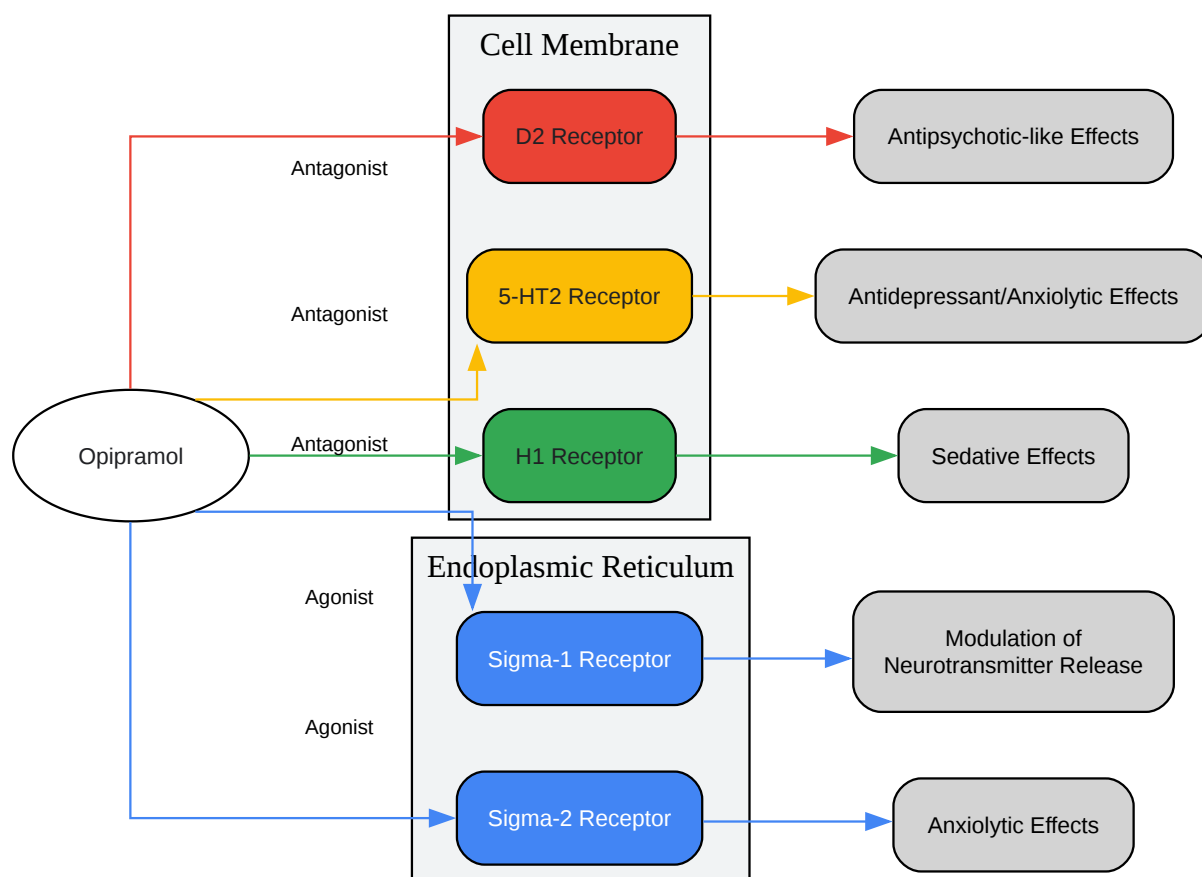 Cell Membrane
D2 Receptor
Antipsychotic-like Effects
Antagonist
5-HT2 Receptor
Antidepressant/Anxiolytic Effects
Antagonist
Opipramol
Antagonist
H1 Receptor
Sedative Effects
Endoplasmic Reticulum
Agonist
Sigma-1 Receptor
Modulation of
Neurotransmitter Release
Agonist
Sigma-2 Receptor
Anxiolytic Effects